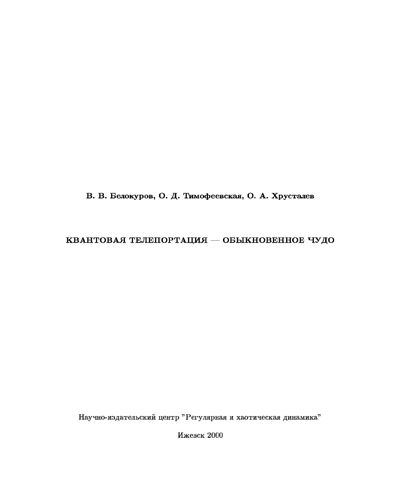 В. В. Белокуров, О. Д. Тимофеевская, О. А. Хрусталев
КВАНТОВАЯ ТЕЛЕПОРТАЦИЯ — ОБЫКНОВЕННОЕ ЧУДО
Научно-издательский центр "Регулярная и хаотическая динамика"
Ижевск 2000